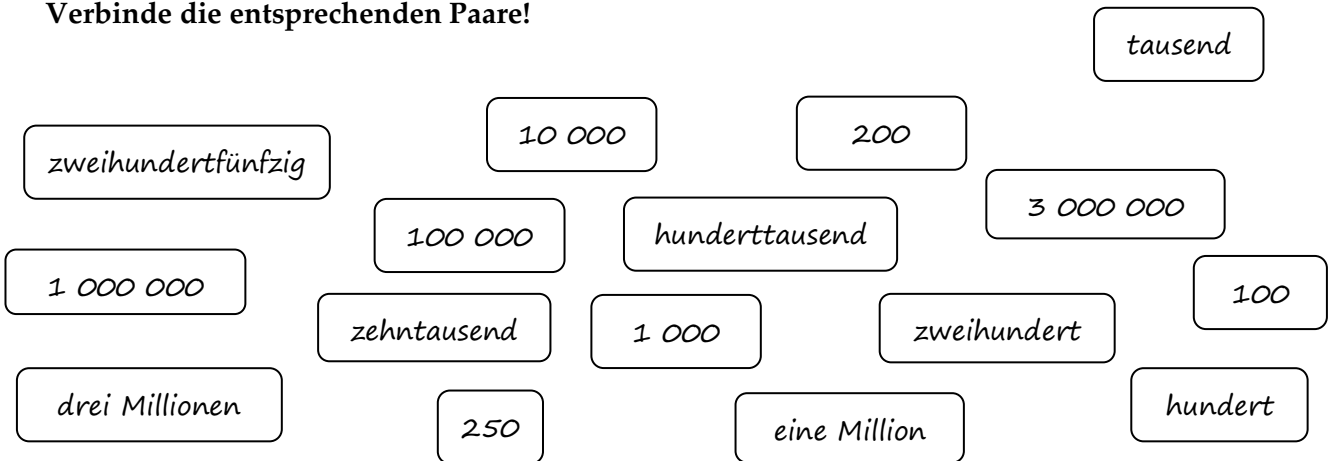 Verbinde die entsprechenden Paare!
tausend
10 000
200
zweihundertfünfzig
3 000 000
100 000
hunderttausend
1 000 000
100
zehntausend
1 000
zweihundert
drei Millionen
250
eine Million
hundert